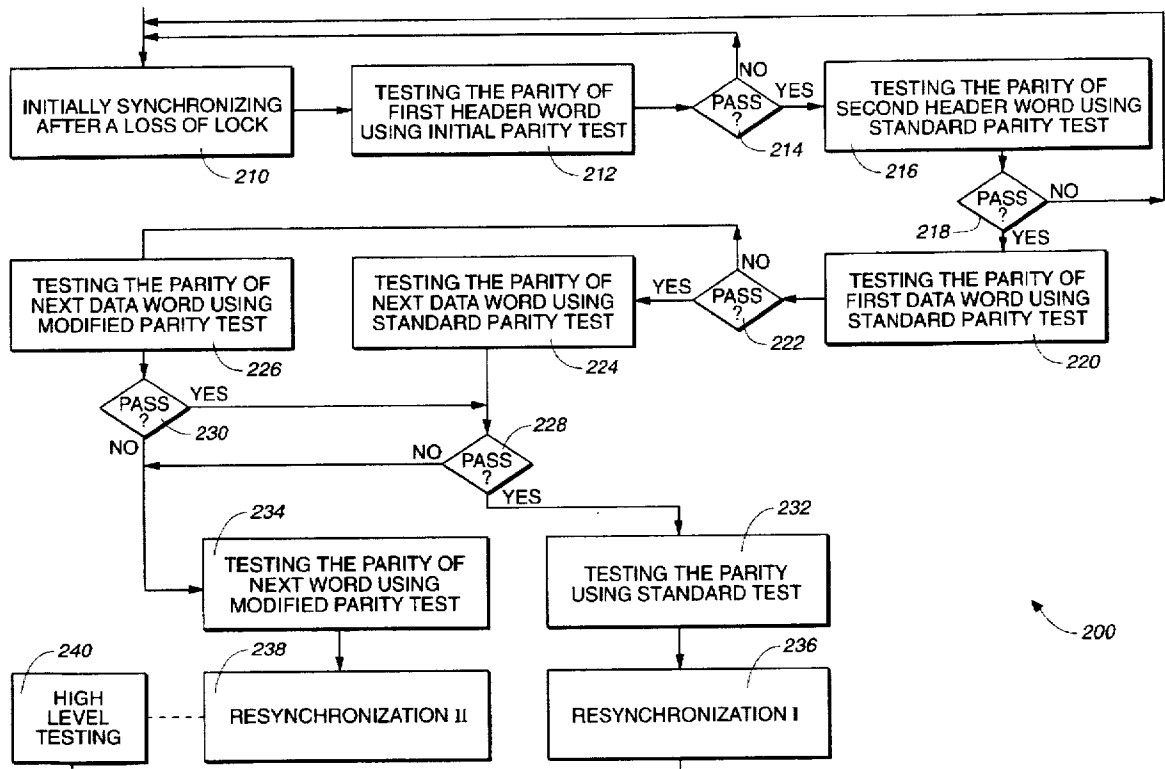 INITIALLY SYNCHRONIZING
AFTER A LOSS OF LOCK
210
TESTING THE PARITY OF
FIRST HEADER WORD
USING INITIAL PARITY TEST
212
NO
PASS
?
YES
214
TESTING THE PARITY OF
SECOND HEADER WORD USING
STANDARD PARITY TEST
216
PASS
?
NO
218
YES
TESTING THE PARITY OF
FIRST DATA WORD USING
STANDARD PARITY TEST
220
NO
PASS
?
YES
222
TESTING THE PARITY OF
NEXT DATA WORD USING
STANDARD PARITY TEST
224
TESTING THE PARITY OF
NEXT DATA WORD USING
MODIFIED PARITY TEST
226
PASS
?
YES
230
NO
228
NO
PASS
?
YES
234
TESTING THE PARITY OF
NEXT WORD USING
MODIFIED PARITY TEST
232
TESTING THE PARITY
USING STANDARD TEST
200
240
HIGH
LEVEL
TESTING
238
RESYNCHRONIZATION II
236
RESYNCHRONIZATION I